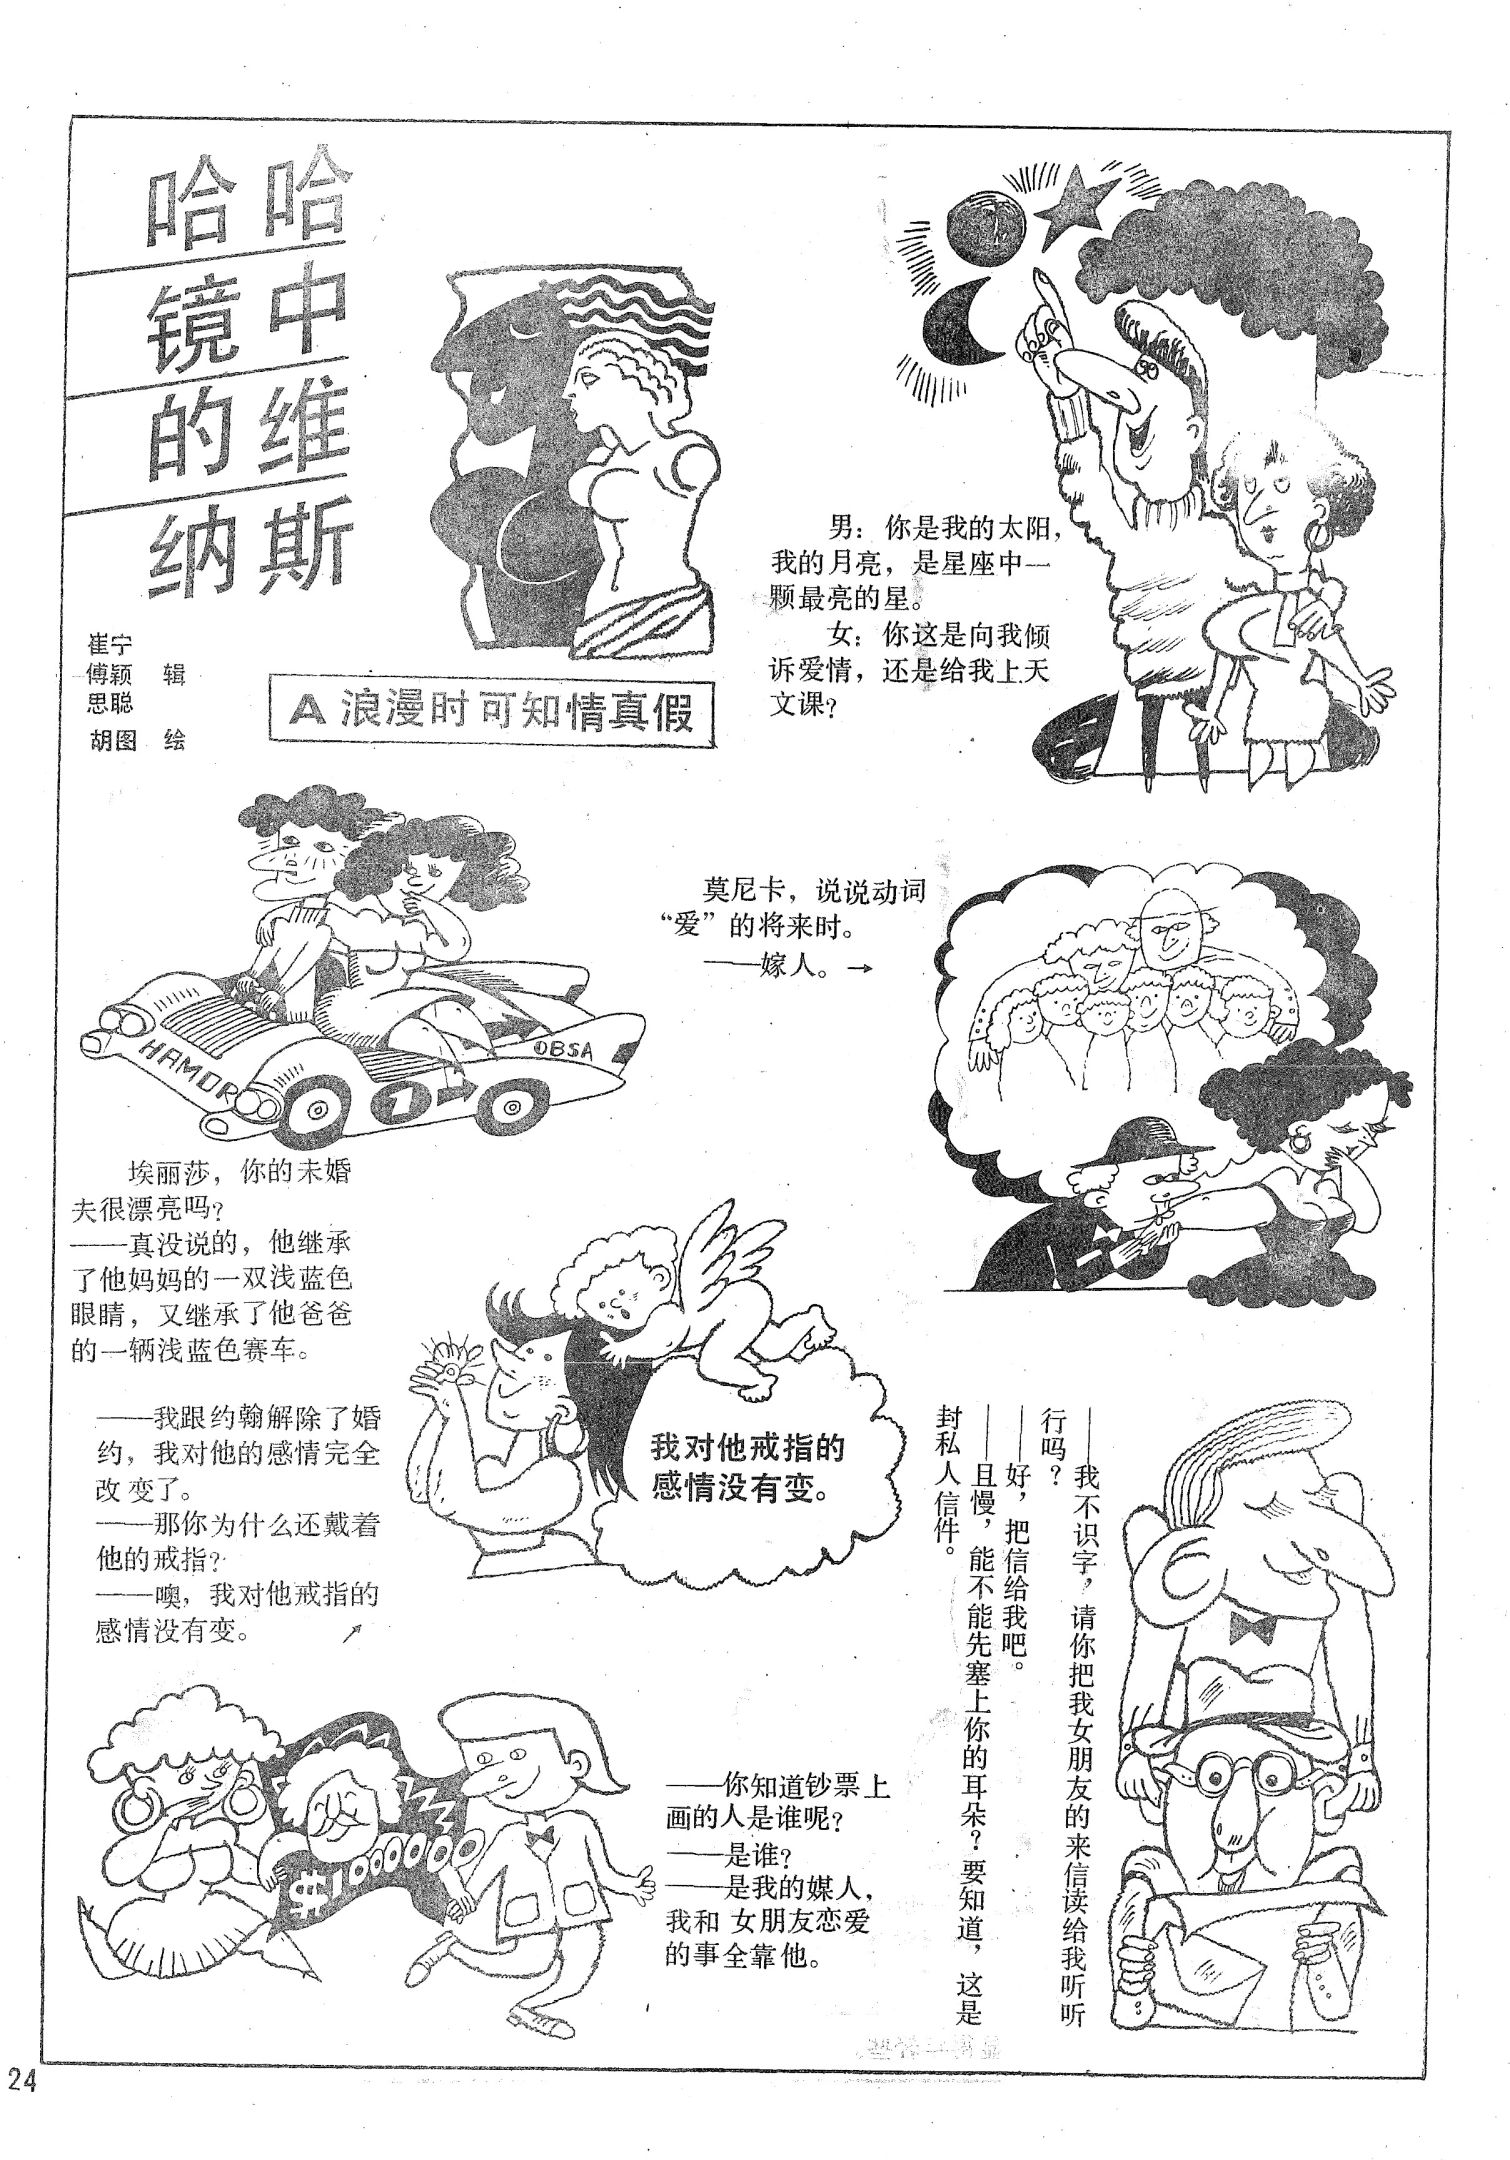 哈哈
镜中
的维
纳斯
崔宁
傅颖 辑
思聪
胡图 绘
A 浪漫时可知情真假
男：你是我的太阳，
我的月亮，是星座中一
颗最亮的星。
女：你这是向我倾
诉爱情，还是给我上天
文课？
莫尼卡，说说动词
“爱”的将来时。
——嫁人。→
HAMOR
1
OBSA
埃丽莎，你的未婚
夫很漂亮吗？
——真没说的，他继承
了他妈妈的一双浅蓝色
眼睛，又继承了他爸爸
的一辆浅蓝色赛车。
——我跟约翰解除了婚
约，我对他的感情完全
改变了。
——那你为什么还戴着
他的戒指？
——噢，我对他戒指的
感情没有变。 ↗
我对他戒指的
感情没有变。
——我不识字，请你把我女朋友的来信读给我听听
行吗？
——好，把信给我吧。
——且慢，能不能先塞上你的耳朵？要知道，这是
封私人信件。
$1000000
——你知道钞票上
画的人是谁呢？
——是谁？
——是我的媒人，
我和女朋友恋爱
的事全靠他。
24